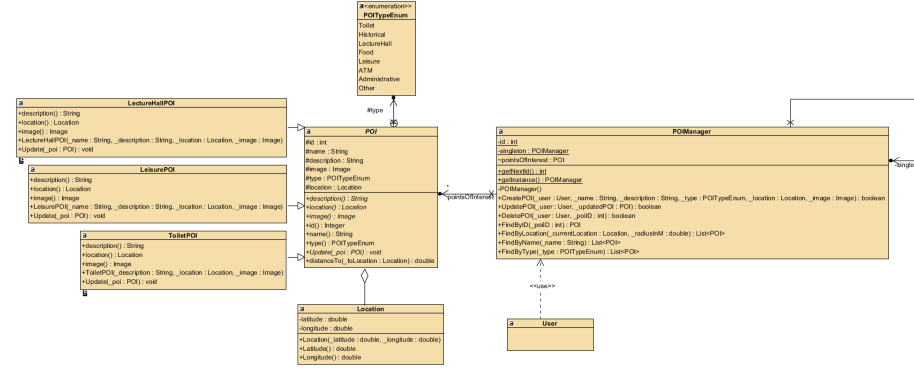 a<enumeration>>
POITypeEnum
Toilet
Historical
LectureHall
Food
Leisure
ATM
Administrative
Other
#type
a LectureHallPOI
+description() : String
+location() : Location
+image() : Image
+LectureHallPOI(_name : String, _description : String, _location : Location, _image : Image)
+Update(_poi : POI) : void
a LeisurePOI
+description() : String
+location() : Location
+image() : Image
+LeisurePOI(_name : String, _description : String, _location : Location, _image : Image)
+Update(_poi : POI) : void
a ToiletPOI
+description() : String
+location() : Location
+image() : Image
+ToiletPOI(_description : String, _location : Location, _image : Image)
+Update(_poi : POI) : void
a POI
#id : int
#name : String
#description : String
#image : Image
#type : POITypeEnum
#location : Location
+description() : String
+location() : Location
+image() : Image
+id() : Integer
+name() : String
+type() : POITypeEnum
+Update(_poi : POI) : void
+distanceTo(_toLocation : Location) : double
*
-pointsOfInterest
a POIManager
-id : int
-singleton : POIManager
~pointsOfInterest : POI
+getNextId() : int
+getInstance() : POIManager
-POIManager()
+CreatePOI(_user : User, _name : String, _description : String, _type : POITypeEnum, _location : Location, _image : Image) : boolean
+UpdatePOI(_user : User, _updatedPOI : POI) : boolean
+DeletePOI(_user : User, _poiID : int) : boolean
+FindByID(_poiID : int) : POI
+FindByLocation(_currentLocation : Location, _radiusInM : double) : List<POI>
+FindByName(_name : String) : List<POI>
+FindByType(_type : POITypeEnum) : List<POI>
-single
<<use>>
a User
a Location
-latitude : double
-longitude : double
+Location(_latitude : double, _longitude : double)
+Latitude() : double
+Longitude() : double